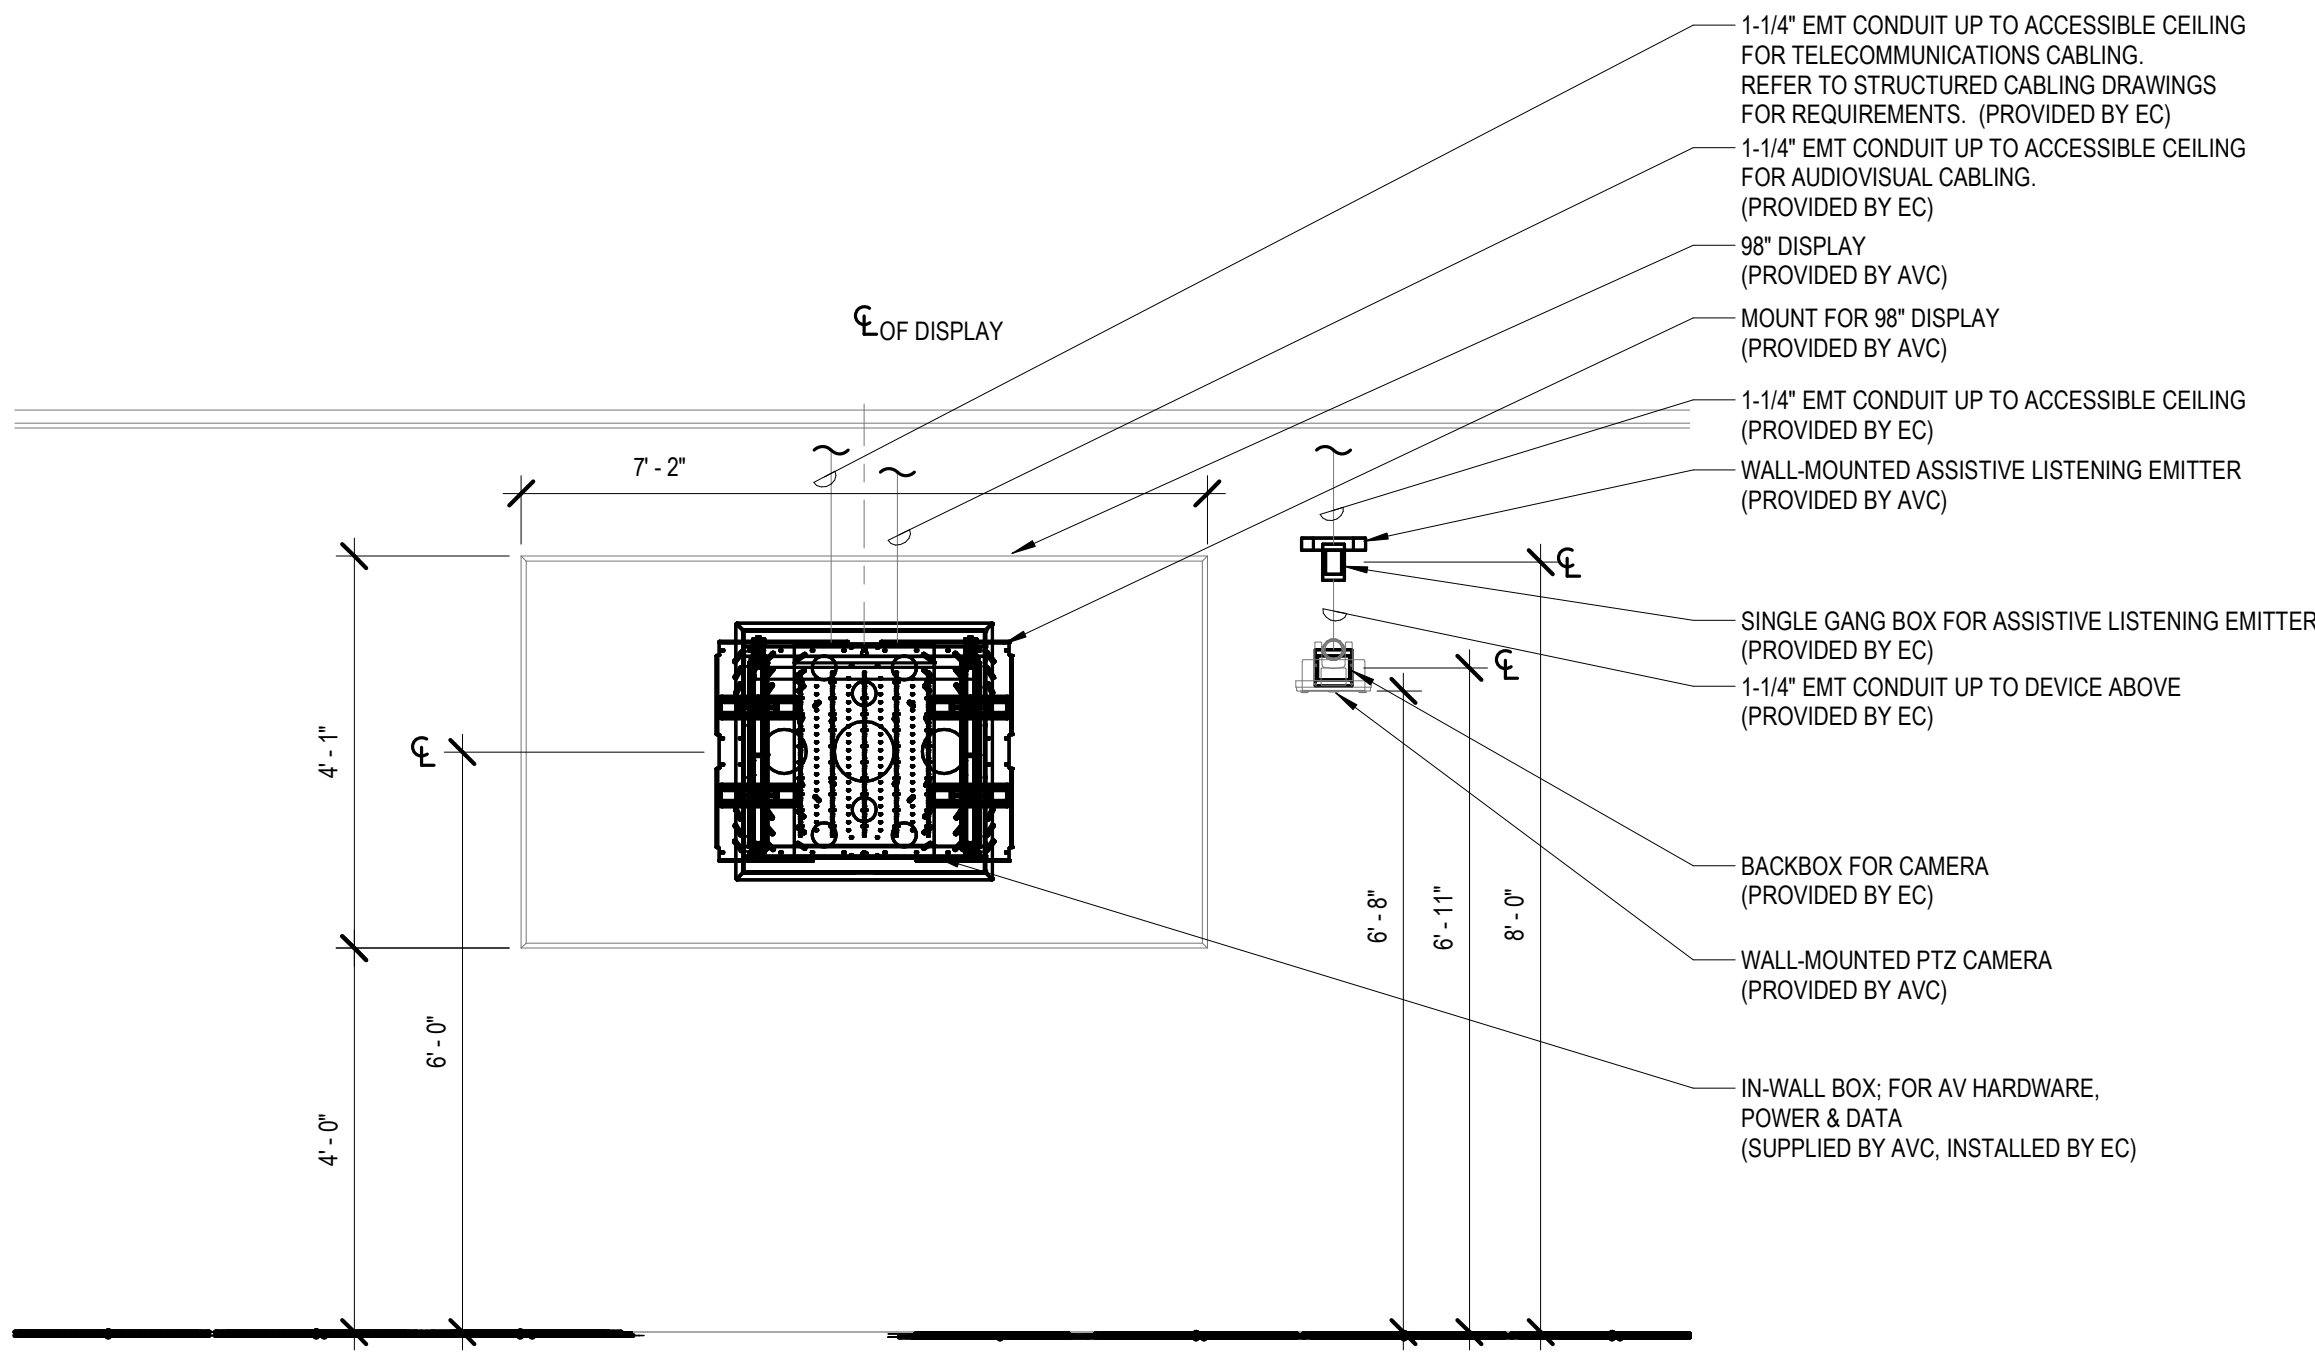 1-1/4" EMT CONDUIT UP TO ACCESSIBLE CEILING
FOR TELECOMMUNICATIONS CABLING.
REFER TO STRUCTURED CABLING DRAWINGS
FOR REQUIREMENTS. (PROVIDED BY EC)
1-1/4" EMT CONDUIT UP TO ACCESSIBLE CEILING
FOR AUDIOVISUAL CABLING.
(PROVIDED BY EC)
98" DISPLAY
(PROVIDED BY AVC)
℄ OF DISPLAY
MOUNT FOR 98" DISPLAY
(PROVIDED BY AVC)
1-1/4" EMT CONDUIT UP TO ACCESSIBLE CEILING
(PROVIDED BY EC)
7' - 2"
WALL-MOUNTED ASSISTIVE LISTENING EMITTER
(PROVIDED BY AVC)
℄
SINGLE GANG BOX FOR ASSISTIVE LISTENING EMITTER
(PROVIDED BY EC)
℄
1-1/4" EMT CONDUIT UP TO DEVICE ABOVE
(PROVIDED BY EC)
4' - 1"
℄
BACKBOX FOR CAMERA
(PROVIDED BY EC)
6' - 8"
6' - 11"
8' - 0"
WALL-MOUNTED PTZ CAMERA
(PROVIDED BY AVC)
6' - 0"
4' - 0"
IN-WALL BOX; FOR AV HARDWARE,
POWER & DATA
(SUPPLIED BY AVC, INSTALLED BY EC)